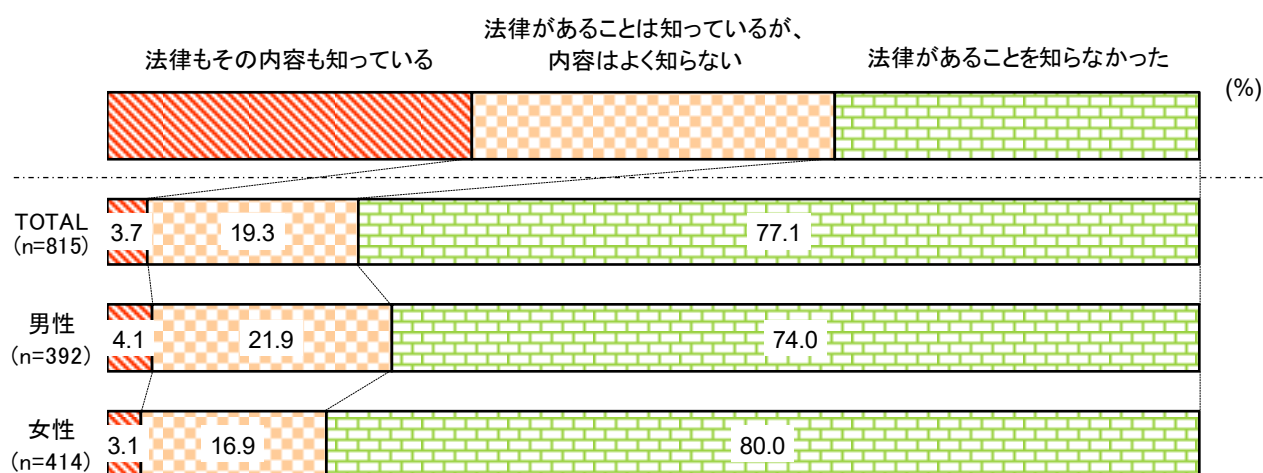 法律もその内容も知っている
法律があることは知っているが、
内容はよく知らない
法律があることを知らなかった
(%)
TOTAL
(n=815)
3.7
19.3
77.1
男性
(n=392)
4.1
21.9
74.0
女性
(n=414)
3.1
16.9
80.0